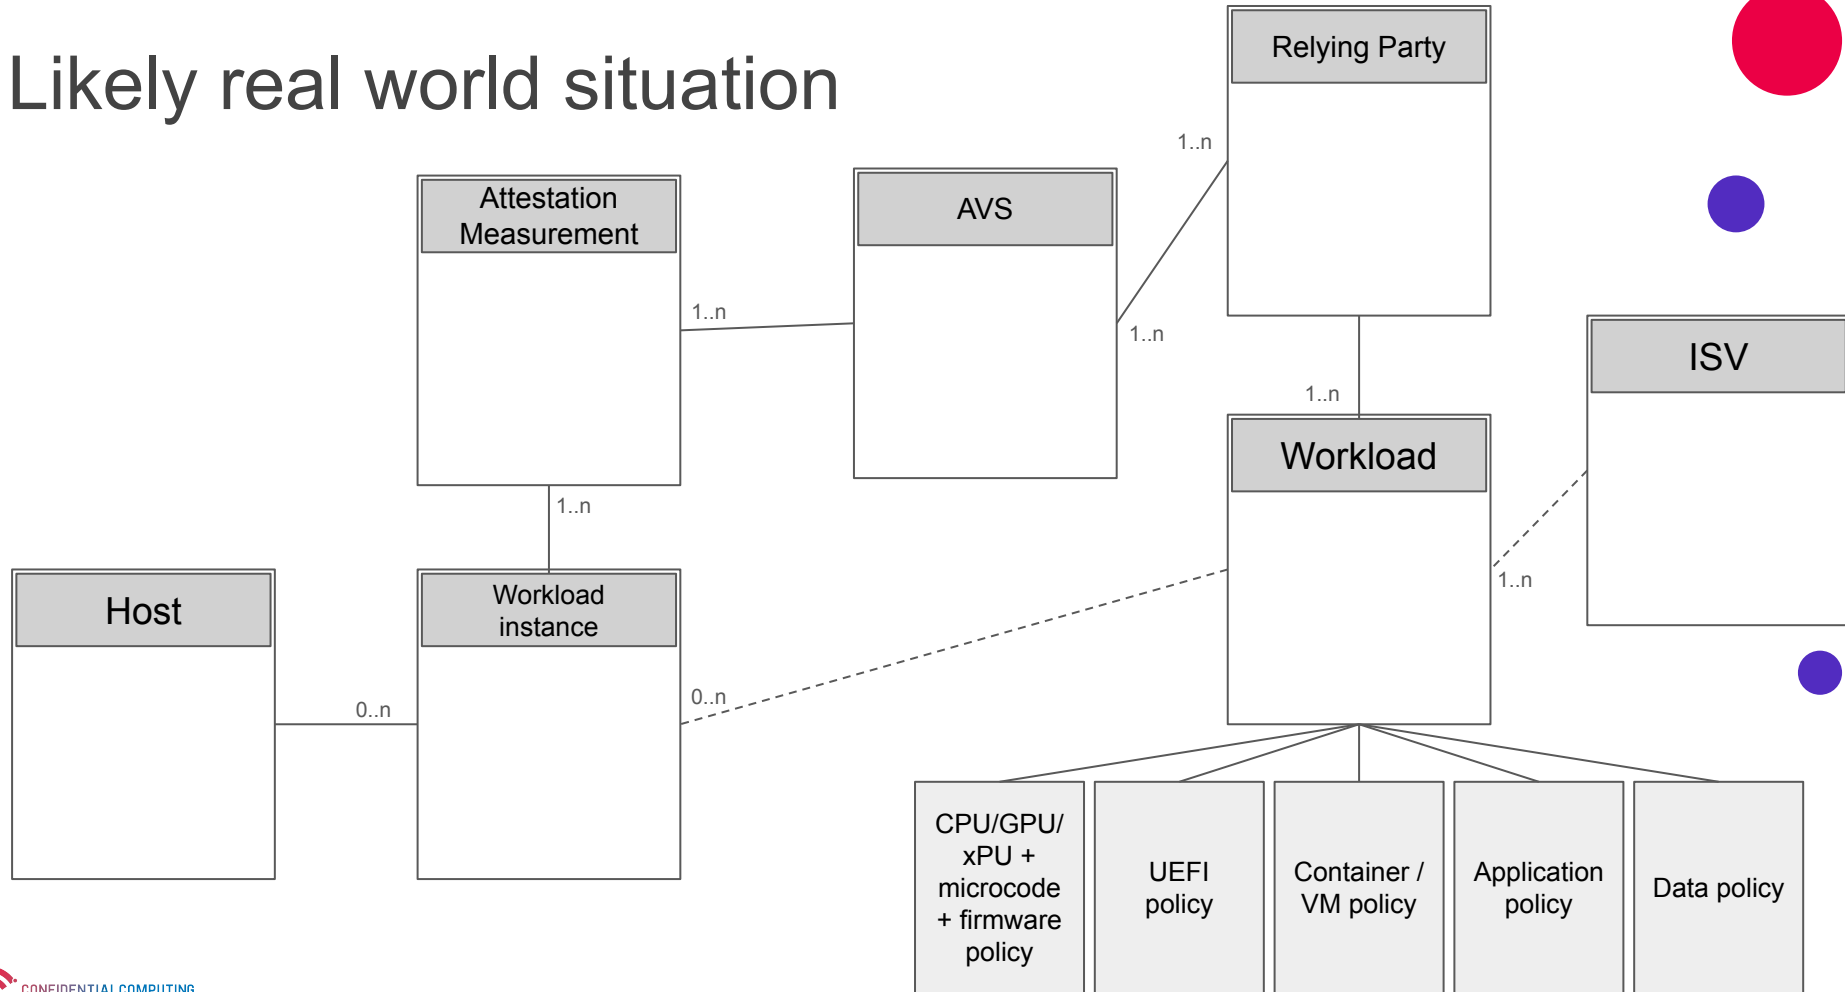 Likely real world situation
Relying Party
1..n
Attestation
Measurement
AVS
1..n
1..n
ISV
1..n
Workload
1..n
1..n
Host
Workload
instance
0..n
0..n
CPU/GPU/
xPU +
microcode
+ firmware
policy
UEFI
policy
Container /
VM policy
Application
policy
Data policy
CONFIDENTIAL COMPUTING